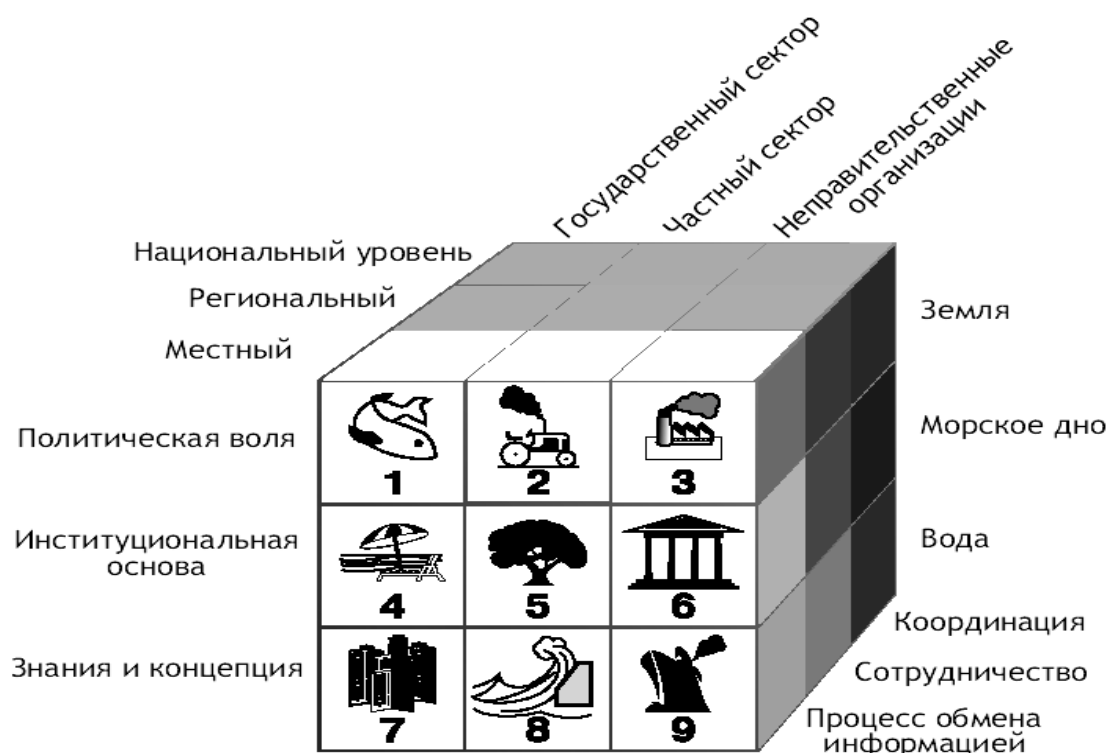 Государственный сектор
Частный сектор
Неправительственные
организации
Национальный уровень
Региональный
Местный
Земля
Политическая воля
Морское дно
1
2
3
Институциональная
основа
Вода
4
5
6
Координация
Знания и концепция
Сотрудничество
7
8
9
Процесс обмена
информацией